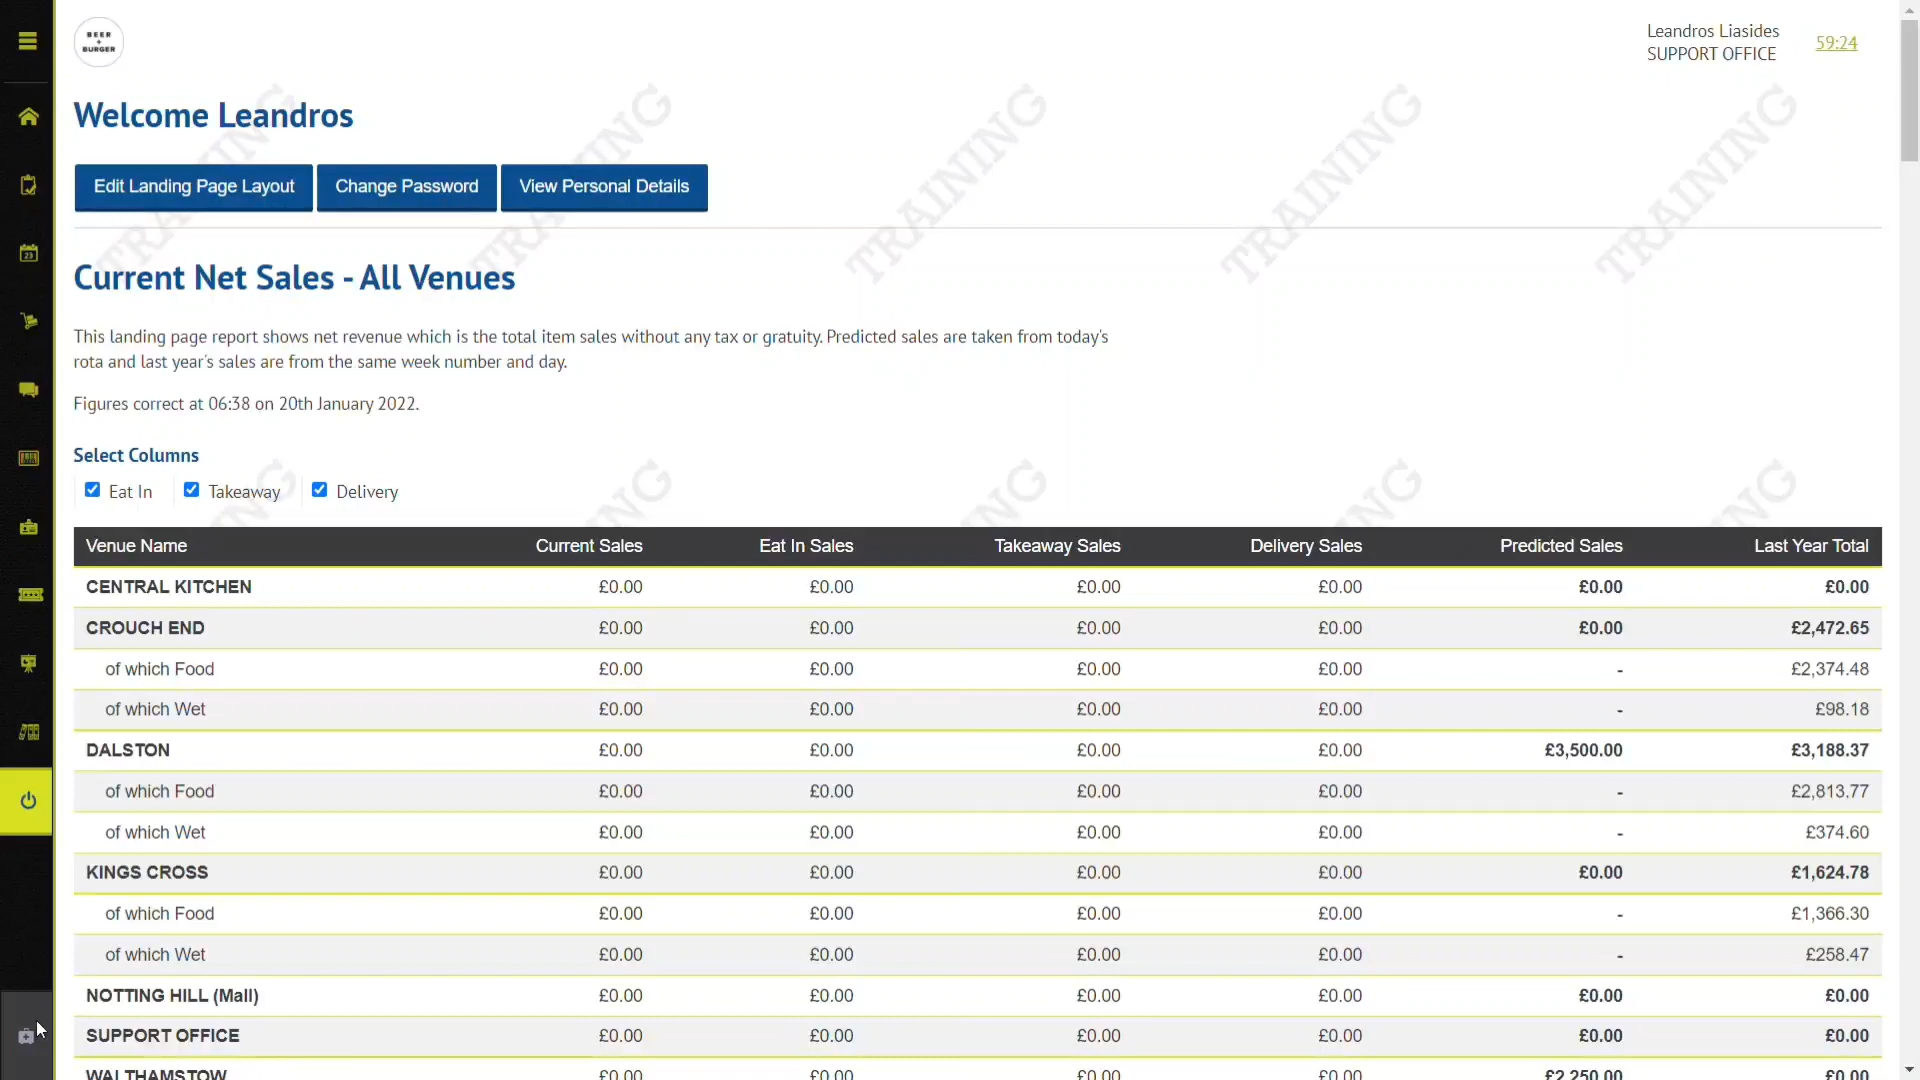 BEER
+
BURGER
Leandros Liasides
SUPPORT OFFICE
59:24
Welcome Leandros
Edit Landing Page Layout
Change Password
View Personal Details
TRAINING TRAINING TRAINING TRAINING TRAINING
Current Net Sales - All Venues
This landing page report shows net revenue which is the total item sales without any tax or gratuity. Predicted sales are taken from today's
rota and last year's sales are from the same week number and day.
Figures correct at 06:38 on 20th January 2022.
Select Columns
Eat In Takeaway Delivery
Venue Name Current Sales Eat In Sales Takeaway Sales Delivery Sales Predicted Sales Last Year Total
CENTRAL KITCHEN £0.00 £0.00 £0.00 £0.00 £0.00 £0.00
CROUCH END £0.00 £0.00 £0.00 £0.00 £0.00 £2,472.65
of which Food £0.00 £0.00 £0.00 £0.00 - £2,374.48
of which Wet £0.00 £0.00 £0.00 £0.00 - £98.18
DALSTON £0.00 £0.00 £0.00 £0.00 £3,500.00 £3,188.37
of which Food £0.00 £0.00 £0.00 £0.00 - £2,813.77
of which Wet £0.00 £0.00 £0.00 £0.00 - £374.60
KINGS CROSS £0.00 £0.00 £0.00 £0.00 £0.00 £1,624.78
of which Food £0.00 £0.00 £0.00 £0.00 - £1,366.30
of which Wet £0.00 £0.00 £0.00 £0.00 - £258.47
NOTTING HILL (Mall) £0.00 £0.00 £0.00 £0.00 £0.00 £0.00
SUPPORT OFFICE £0.00 £0.00 £0.00 £0.00 £0.00 £0.00
WALTHAMSTOW £0.00 £0.00 £0.00 £0.00 £2,250.00 £0.00